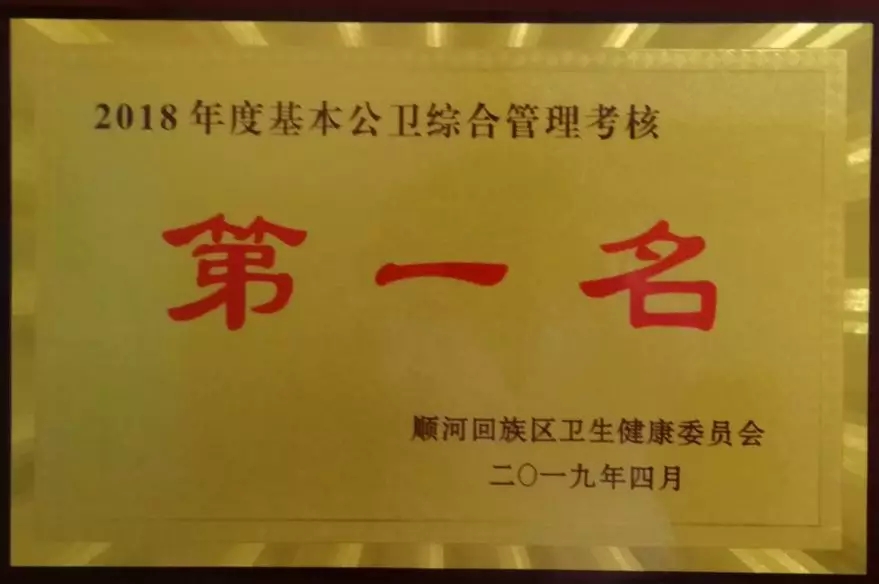 2018年度基本公卫综合管理考核
第一名
顺河回族区卫生健康委员会
二〇一九年四月